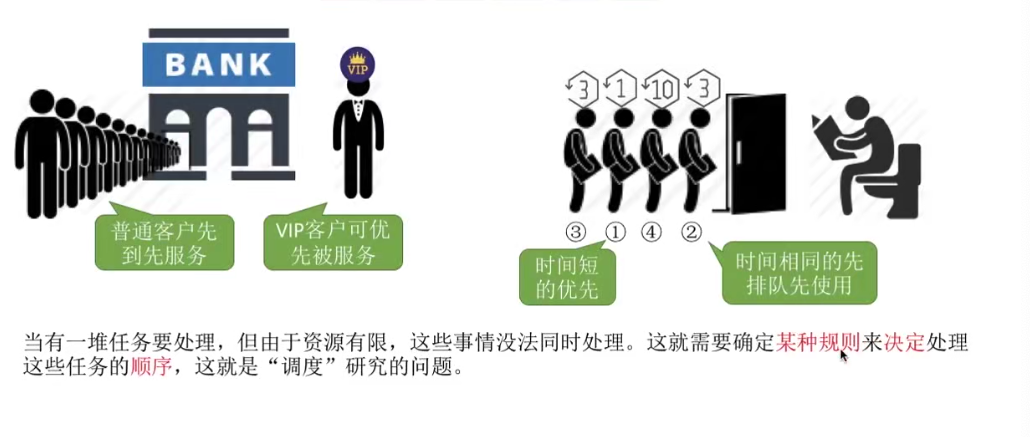 BANK
VIP
3 1 10 3
普通客户先
到先服务
VIP客户可优
先被服务
③ ① ④ ②
时间短
的优先
时间相同的先
排队先使用
当有一堆任务要处理，但由于资源有限，这些事情没法同时处理。这就需要确定某种规则来决定处理
这些任务的顺序，这就是“调度”研究的问题。